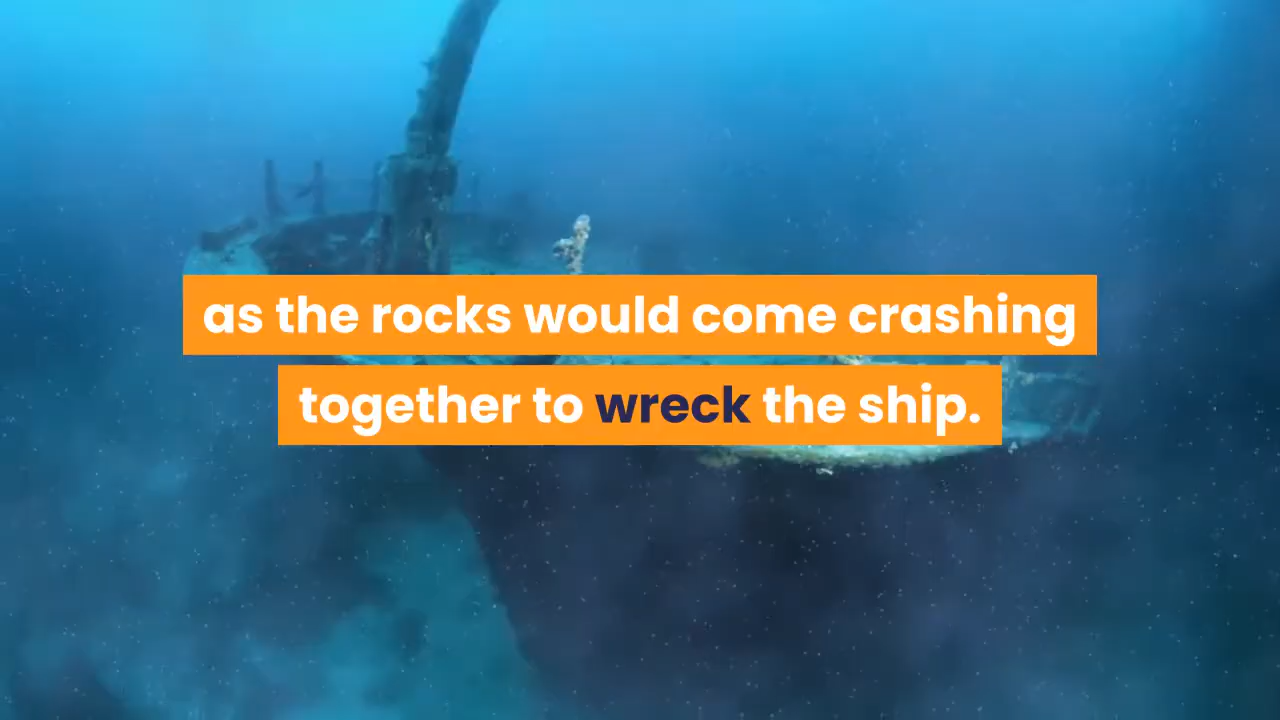 as the rocks would come crashing
together to wreck the ship.